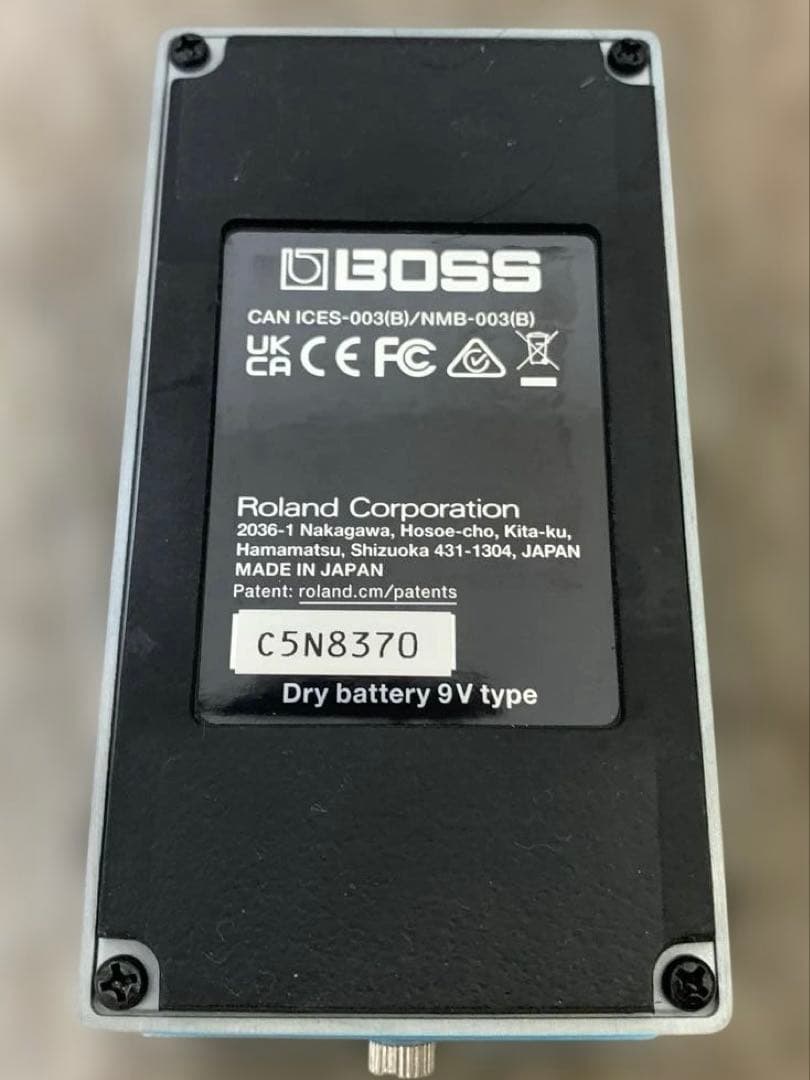 BOSS
CAN ICES-003(B)/NMB-003(B)
UK
CA CE FC
Roland Corporation
2036-1 Nakagawa, Hosoe-cho, Kita-ku,
Hamamatsu, Shizuoka 431-1304, JAPAN
MADE IN JAPAN
Patent: roland.cm/patents
C5N8370
Dry battery 9V type